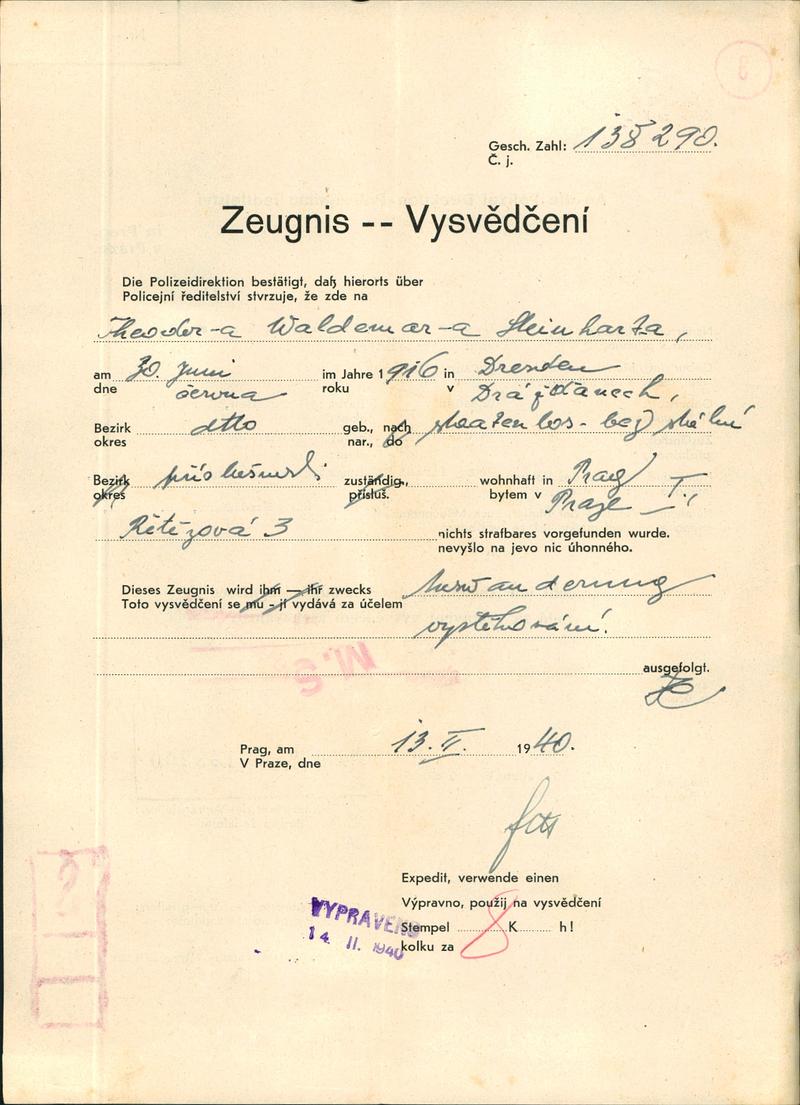 Gesch. Zahl: 138290.
Č. j.
Zeugnis -- Vysvědčení
Die Polizeidirektion bestätigt, daß hierorts über
Policejní ředitelství stvrzuje, že zde na
Theodor-a Waldemar-a Steinharta,
am 30. Juni im Jahre 1916 in Dresden
dne června roku v Drážďanech,
Bezirk dtto geb., nach staatenlos - bez státní
okres nar., do
Bezirk příslušnosti zuständig, wohnhaft in Prag I.,
okres přísluš. bytem v Praze
Řetězová 3 nichts strafbares vorgefunden wurde.
nevyšlo na jevo nic úhonného.
Dieses Zeugnis wird ihm — ihr zwecks Auswanderung
Toto vysvědčení se mu - jí vydává za účelem
vystěhování.
M.S
ausgefolgt.
Prag, am 13. II. 1940.
V Praze, dne
Expedit, verwende einen
Výpravno, použij na vysvědčení
VYPRAVENO
Stempel 8 K h!
14. II. 1940
kolku za